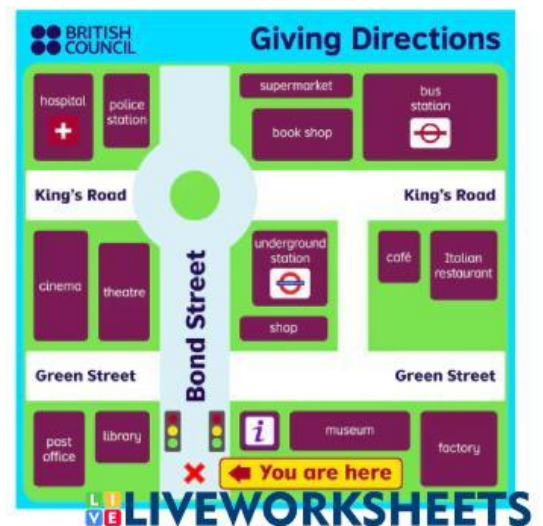 BRITISH
COUNCIL
Giving Directions
hospital
police
station
supermarket
book shop
bus
station
King's Road
King's Road
cinema
theatre
Bond Street
underground
station
shop
café
Italian
restaurant
Green Street
Green Street
post
office
library
i
museum
factory
You are here
LIVE LIVEWORKSHEETS